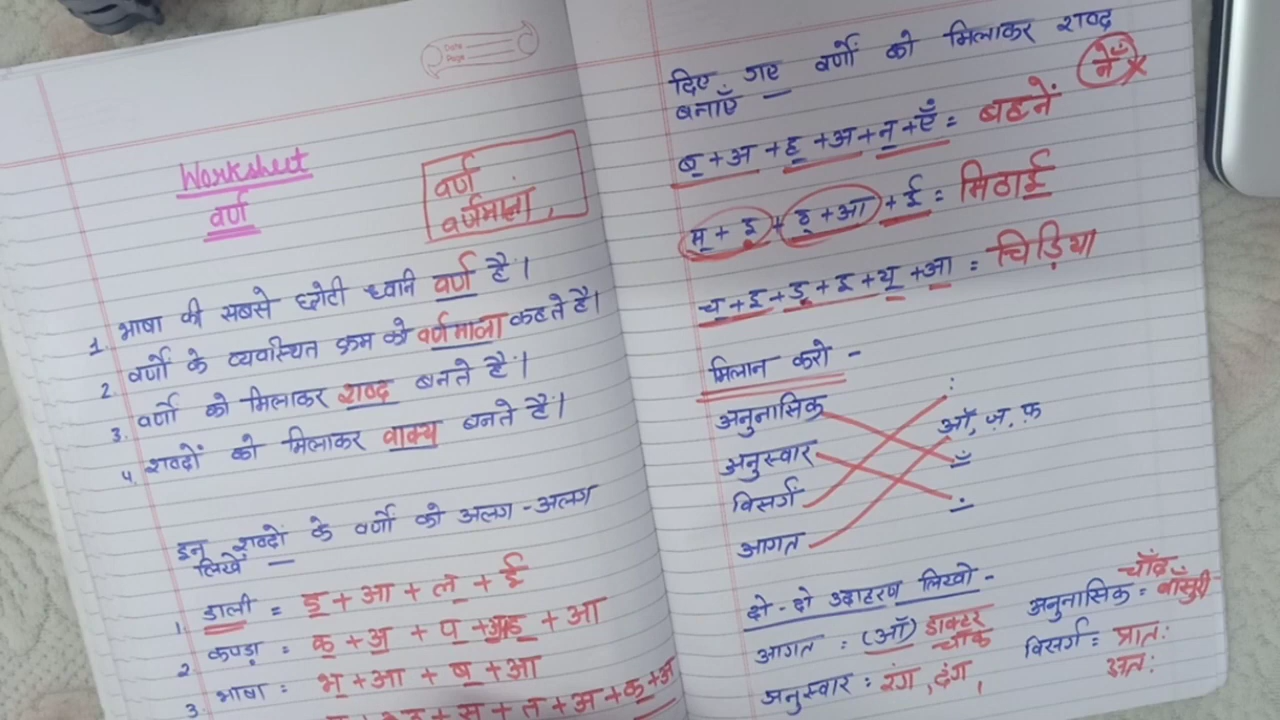 Date
Page
Worksheet
वर्ण
वर्ण
वर्णमाला,
1. भाषा की सबसे छोटी ध्वनि वर्ण है।
2. वर्णों के व्यवस्थित क्रम को वर्णमाला कहते हैं।
3. वर्णों को मिलाकर शब्द बनते हैं।
4. शब्दों को मिलाकर वाक्य बनते हैं।
इन शब्दों के वर्णों को अलग-अलग
लिखें
1. डाली = ड् + आ + ल् + ई
2. कपड़ा = क् + अ + प् + ड़् + आ
3. भाषा : भ् + आ + ष् + आ
+ स् + त + अ + क् + अ
दिए गए वर्णों को मिलाकर शब्द
बनाएँ
नेँ x
ब् + अ + ह् + अ + न् + एँ = बहनें
म् + इ + ठ् + आ + ई = मिठाई
च् + इ + ड़् + इ + य् + आ = चिड़िया
मिलान करो -
अनुनासिक :
अनुस्वार ऑ, ज़, फ़
विसर्ग ँ
आगत ं
दो-दो उदाहरण लिखो -
आगत : (ऑ) डाक्टर
चॉक
अनुस्वार : रंग, दंग,
चाँद
अनुनासिक = बाँसुरी
विसर्ग : प्रातः